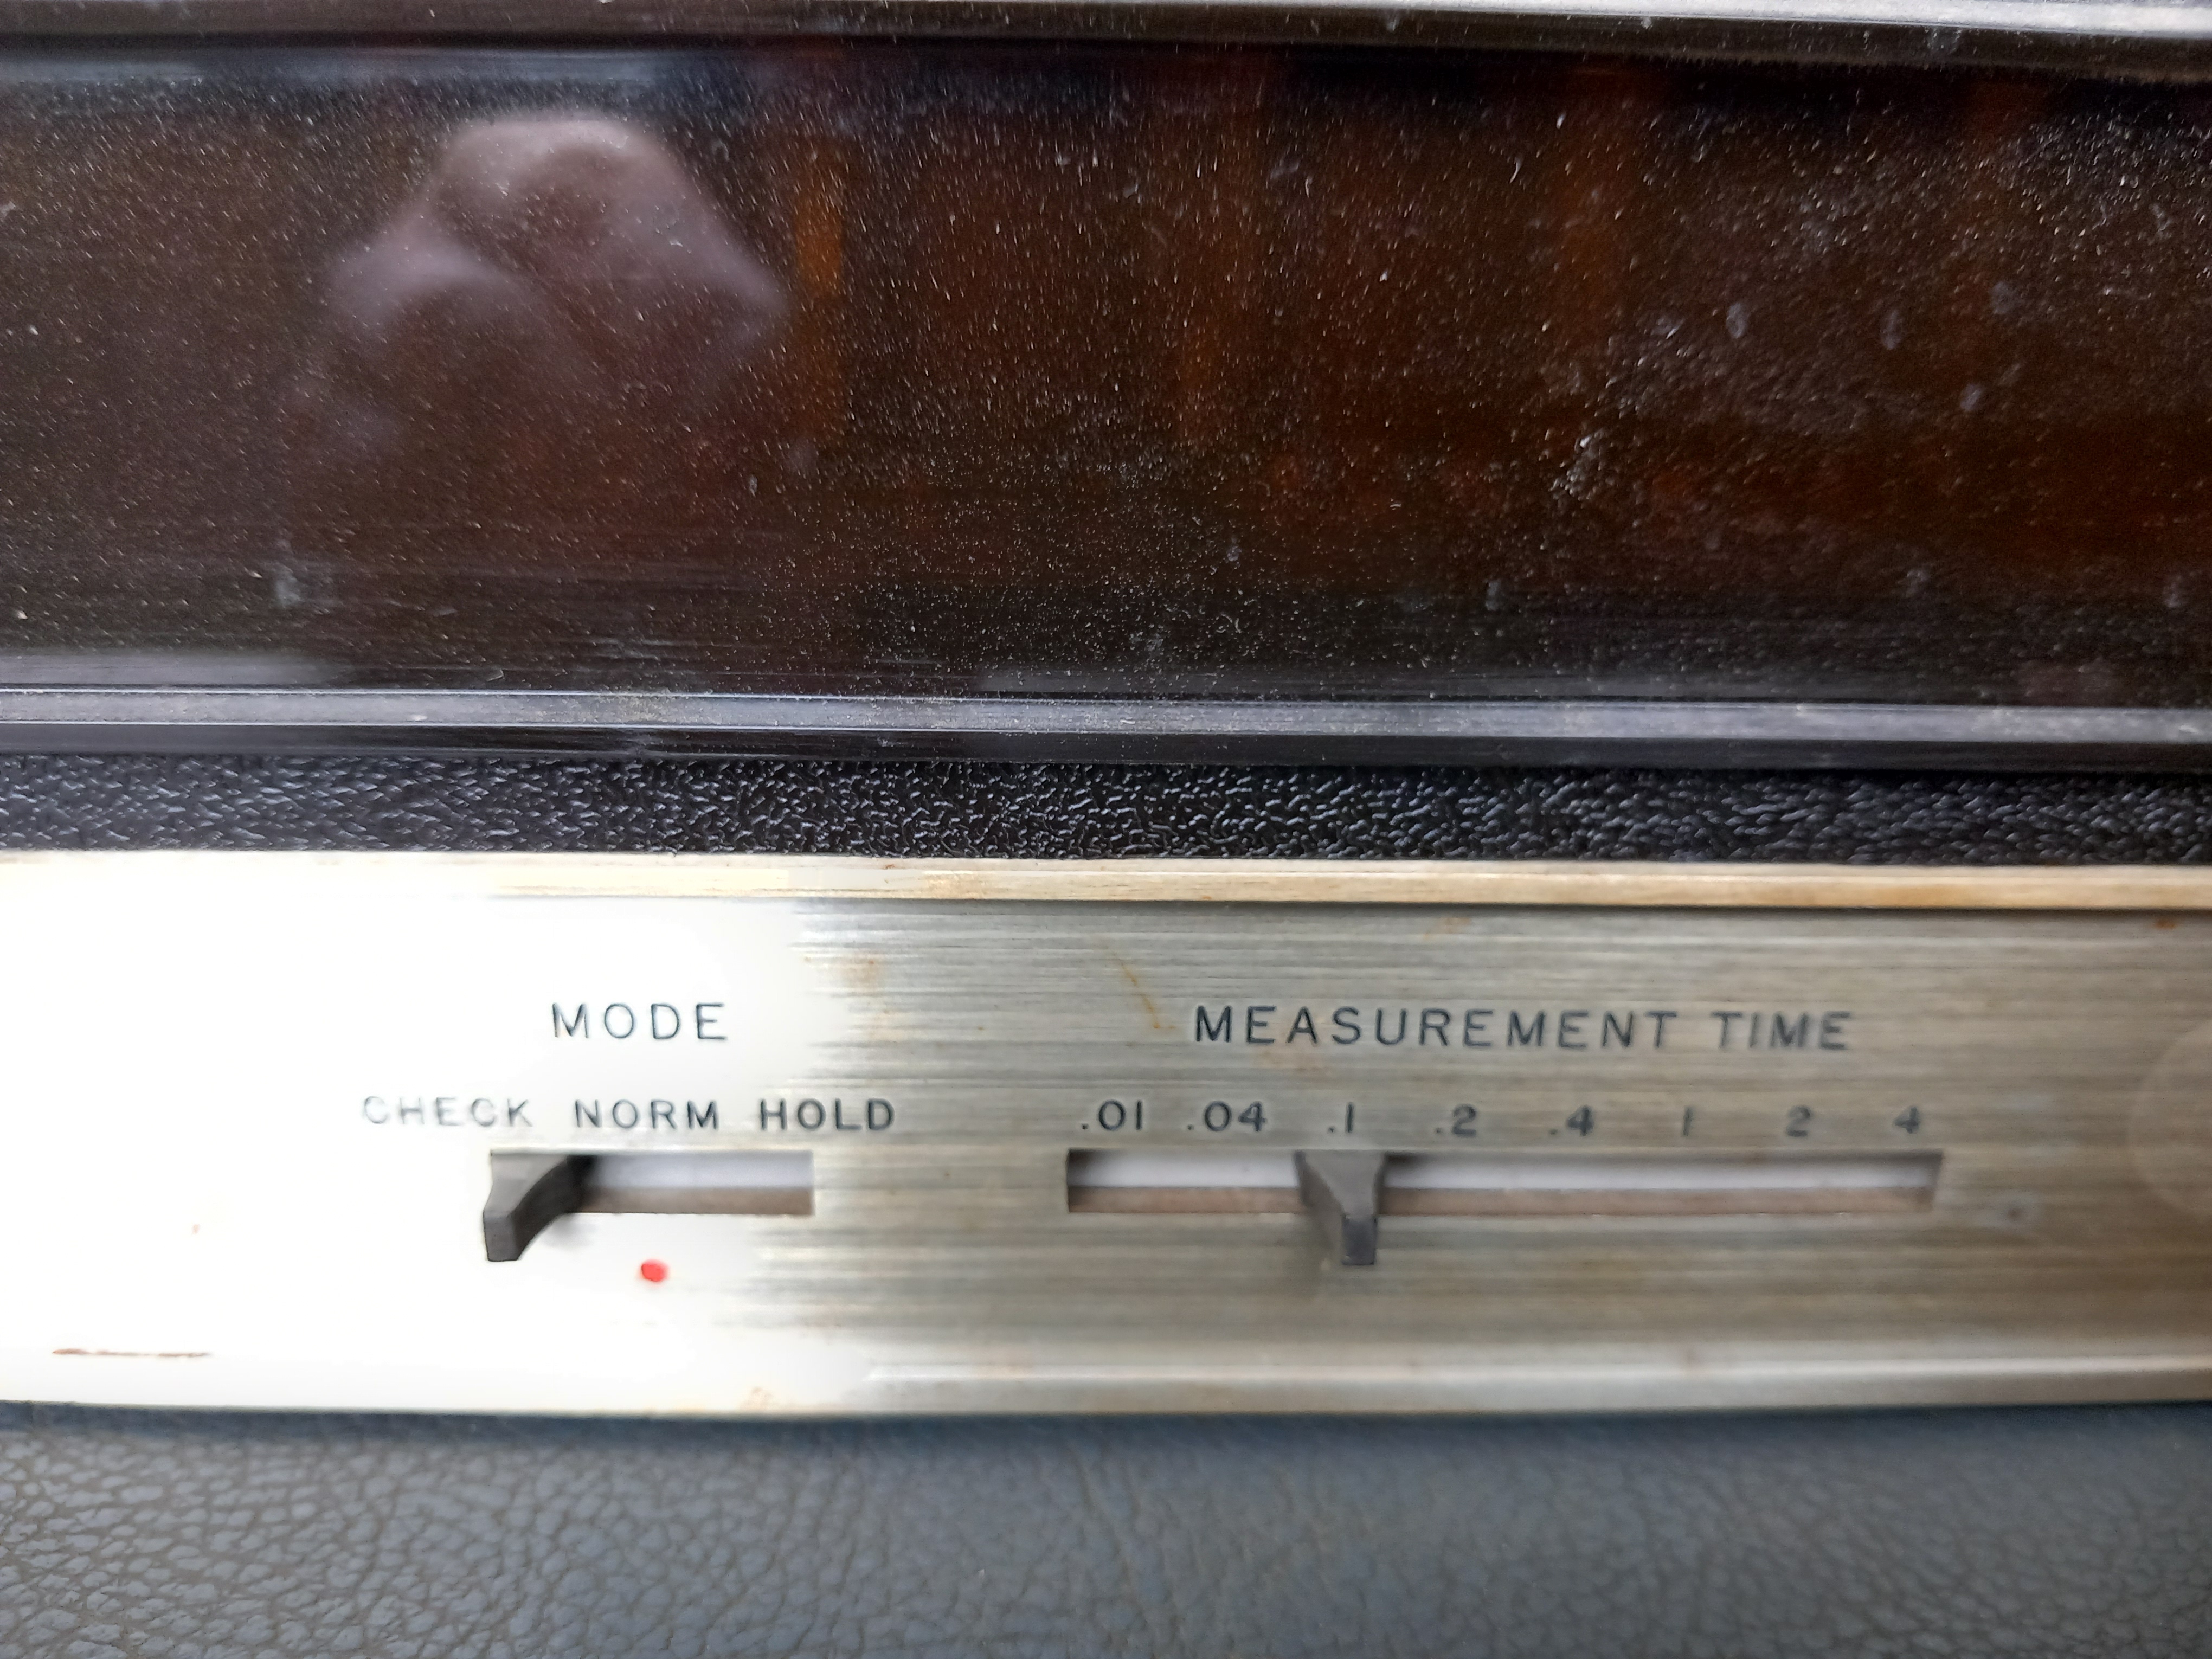 MODE
CHECK NORM HOLD
MEASUREMENT TIME
.01 .04 .1 .2 .4 1 2 4